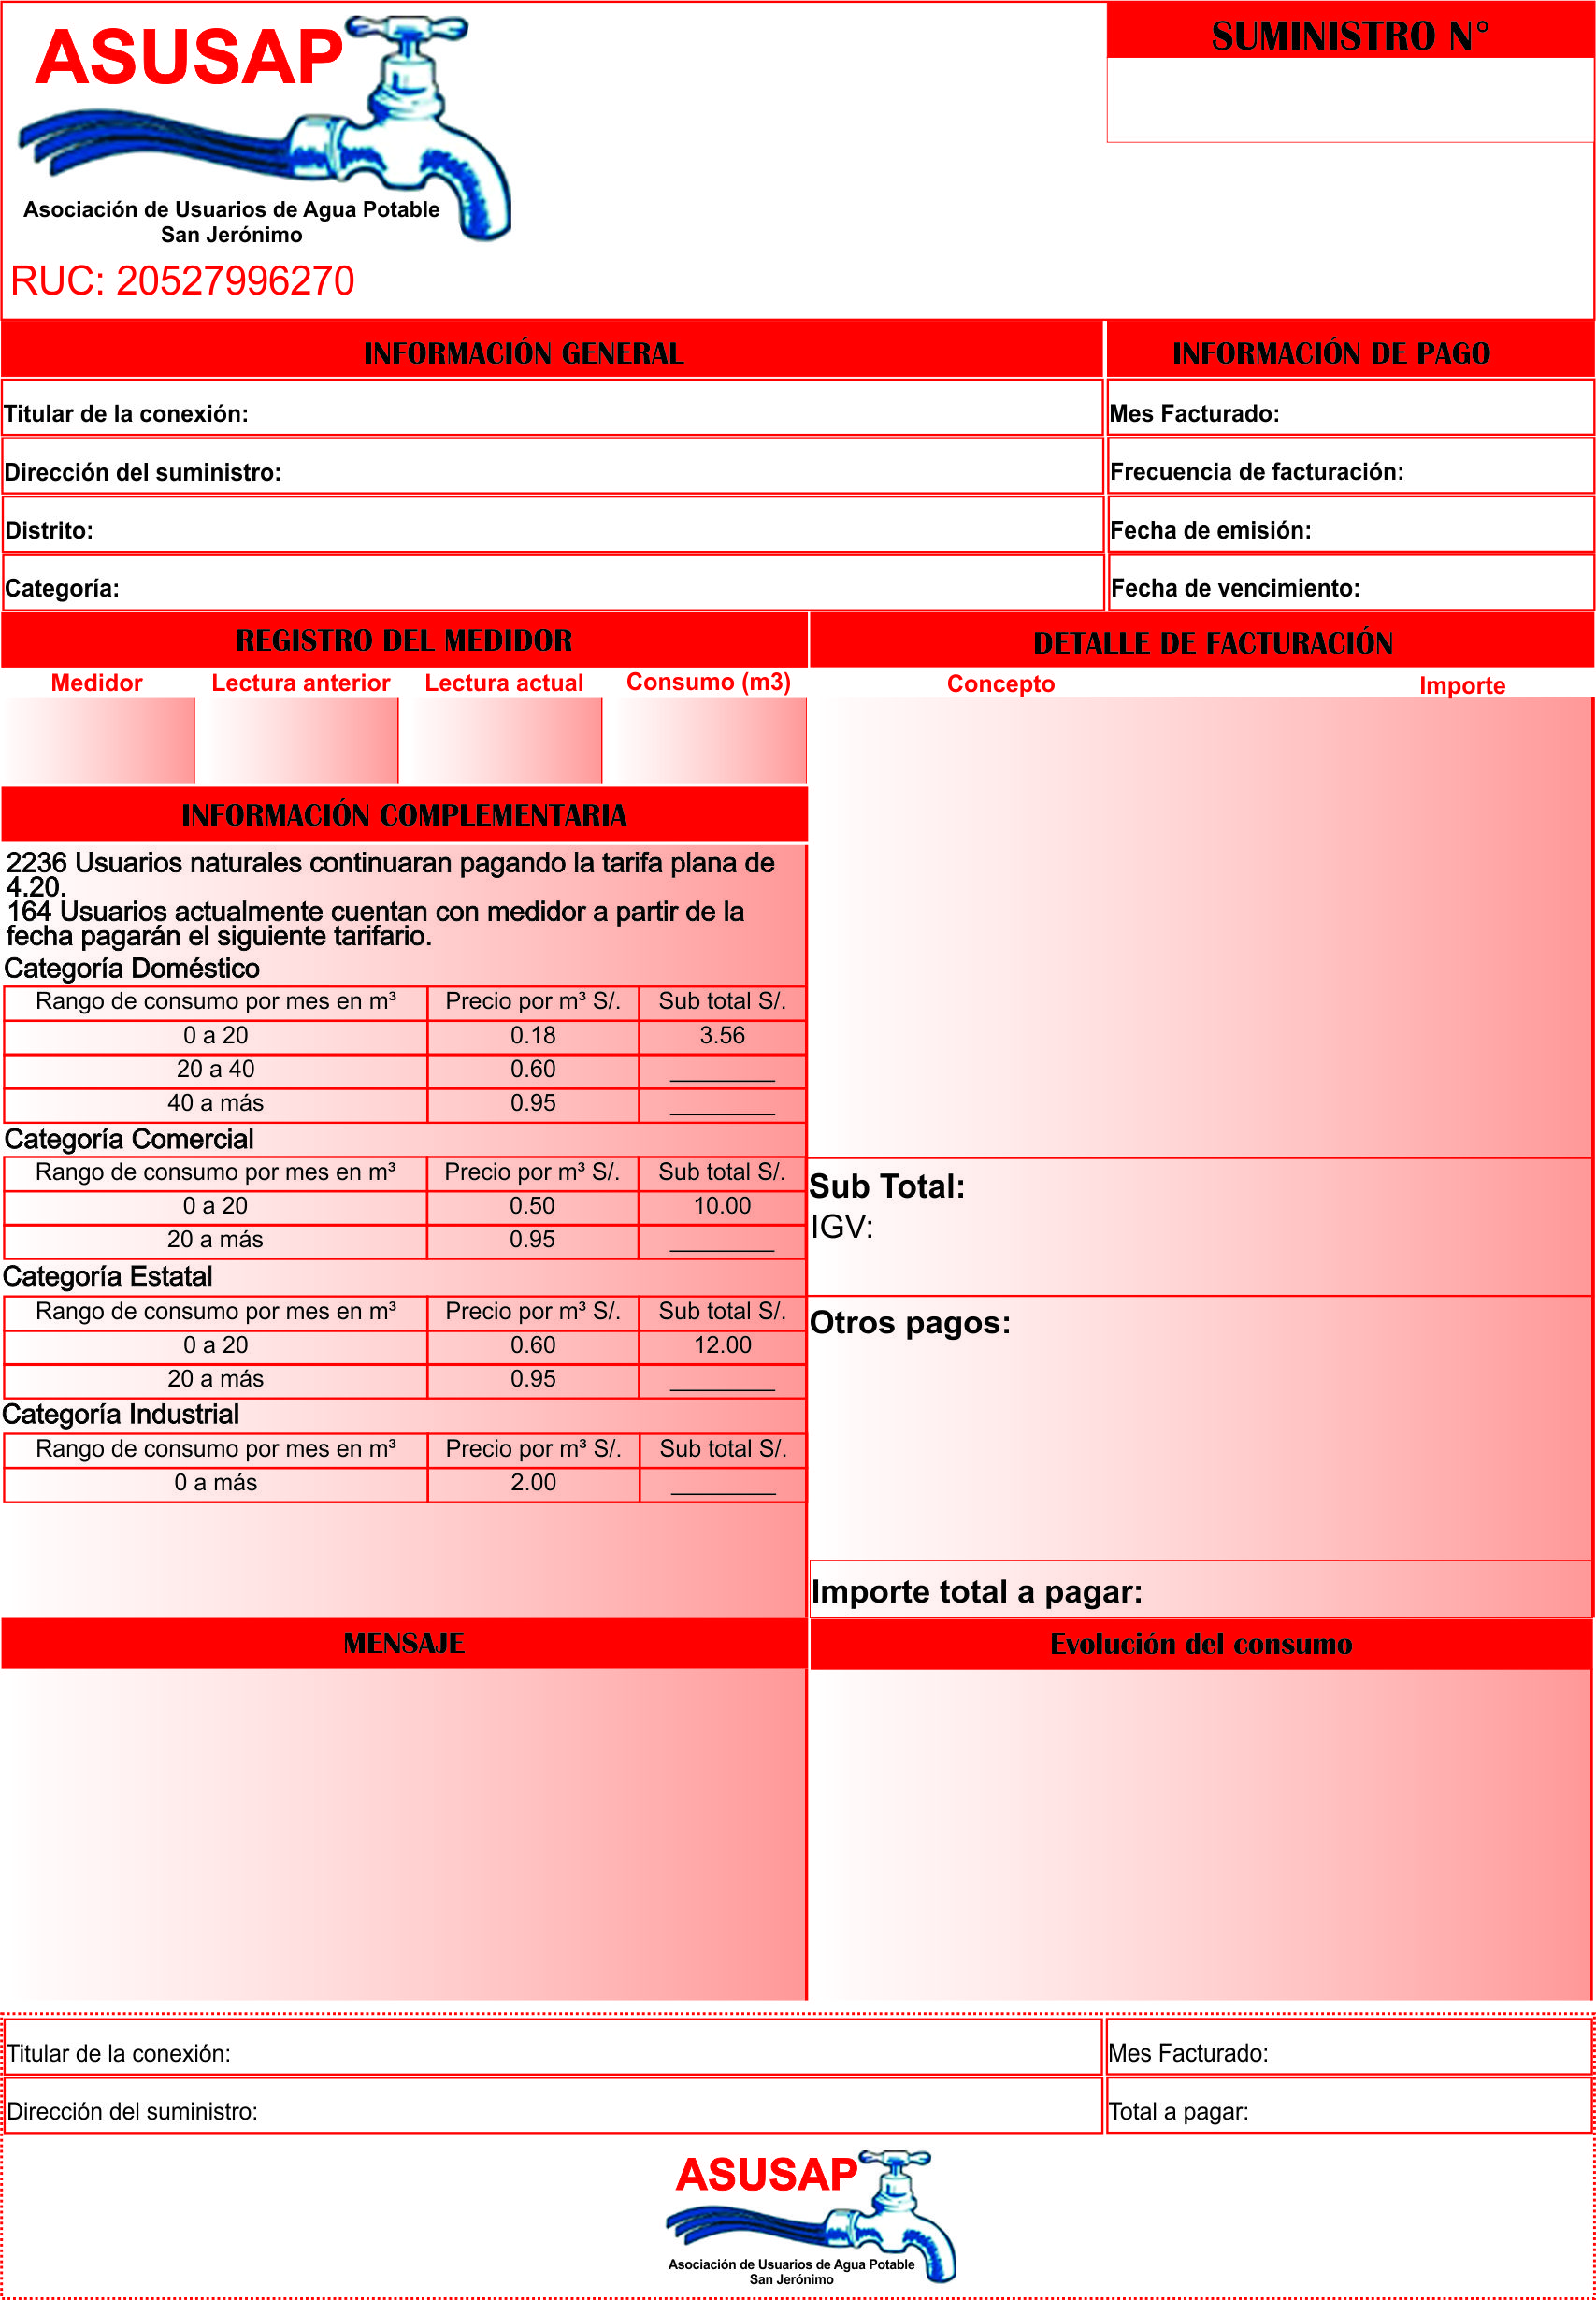 ASUSAP
Asociación de Usuarios de Agua Potable
San Jerónimo
RUC: 20527996270
SUMINISTRO N°
INFORMACIÓN GENERAL
Titular de la conexión:
Dirección del suministro:
Distrito:
Categoría:
INFORMACIÓN DE PAGO
Mes Facturado:
Frecuencia de facturación:
Fecha de emisión:
Fecha de vencimiento:
REGISTRO DEL MEDIDOR
Medidor Lectura anterior Lectura actual Consumo (m3)
INFORMACIÓN COMPLEMENTARIA
2236 Usuarios naturales continuaran pagando la tarifa plana de
4.20.
164 Usuarios actualmente cuentan con medidor a partir de la
fecha pagarán el siguiente tarifario.
Categoría Doméstico
Rango de consumo por mes en m³ Precio por m³ S/. Sub total S/.
0 a 20 0.18 3.56
20 a 40 0.60 ________
40 a más 0.95 ________
Categoría Comercial
Rango de consumo por mes en m³ Precio por m³ S/. Sub total S/.
0 a 20 0.50 10.00
20 a más 0.95 ________
Categoría Estatal
Rango de consumo por mes en m³ Precio por m³ S/. Sub total S/.
0 a 20 0.60 12.00
20 a más 0.95 ________
Categoría Industrial
Rango de consumo por mes en m³ Precio por m³ S/. Sub total S/.
0 a más 2.00 ________
DETALLE DE FACTURACIÓN
Concepto Importe
Sub Total:
IGV:
Otros pagos:
Importe total a pagar:
MENSAJE
Evolución del consumo
Titular de la conexión:
Mes Facturado:
Dirección del suministro:
Total a pagar:
ASUSAP
Asociación de Usuarios de Agua Potable
San Jerónimo